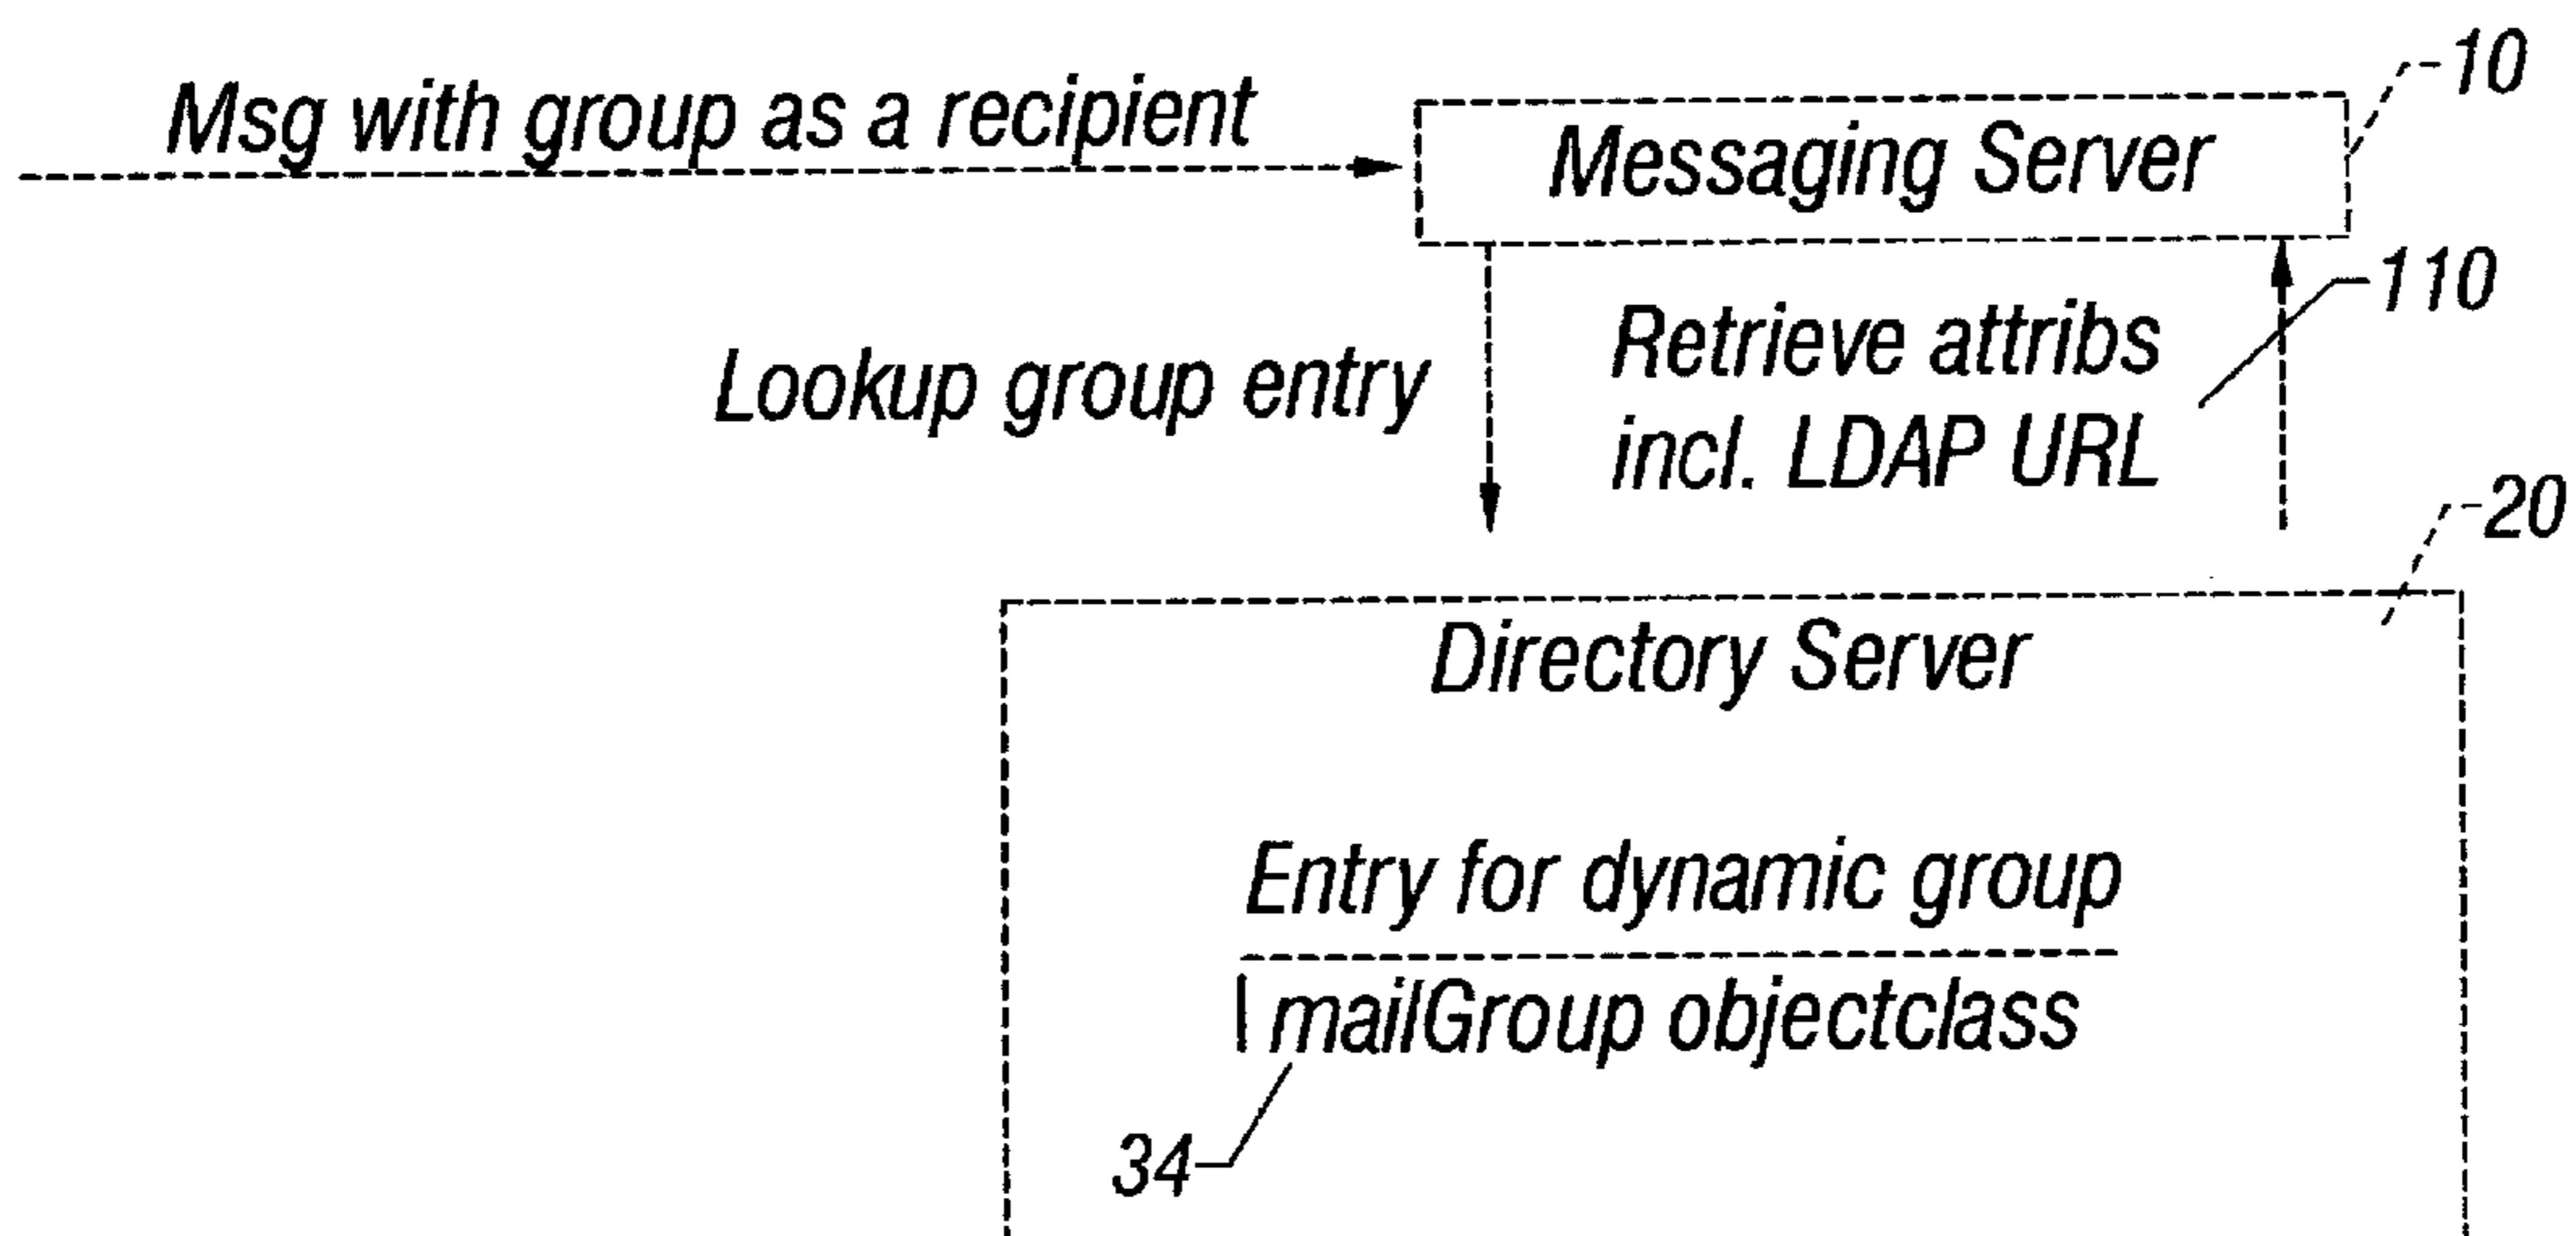 10
Msg with group as a recipient
Messaging Server
110
Lookup group entry
Retrieve attribs
incl. LDAP URL
20
Directory Server
Entry for dynamic group
mailGroup objectclass
34